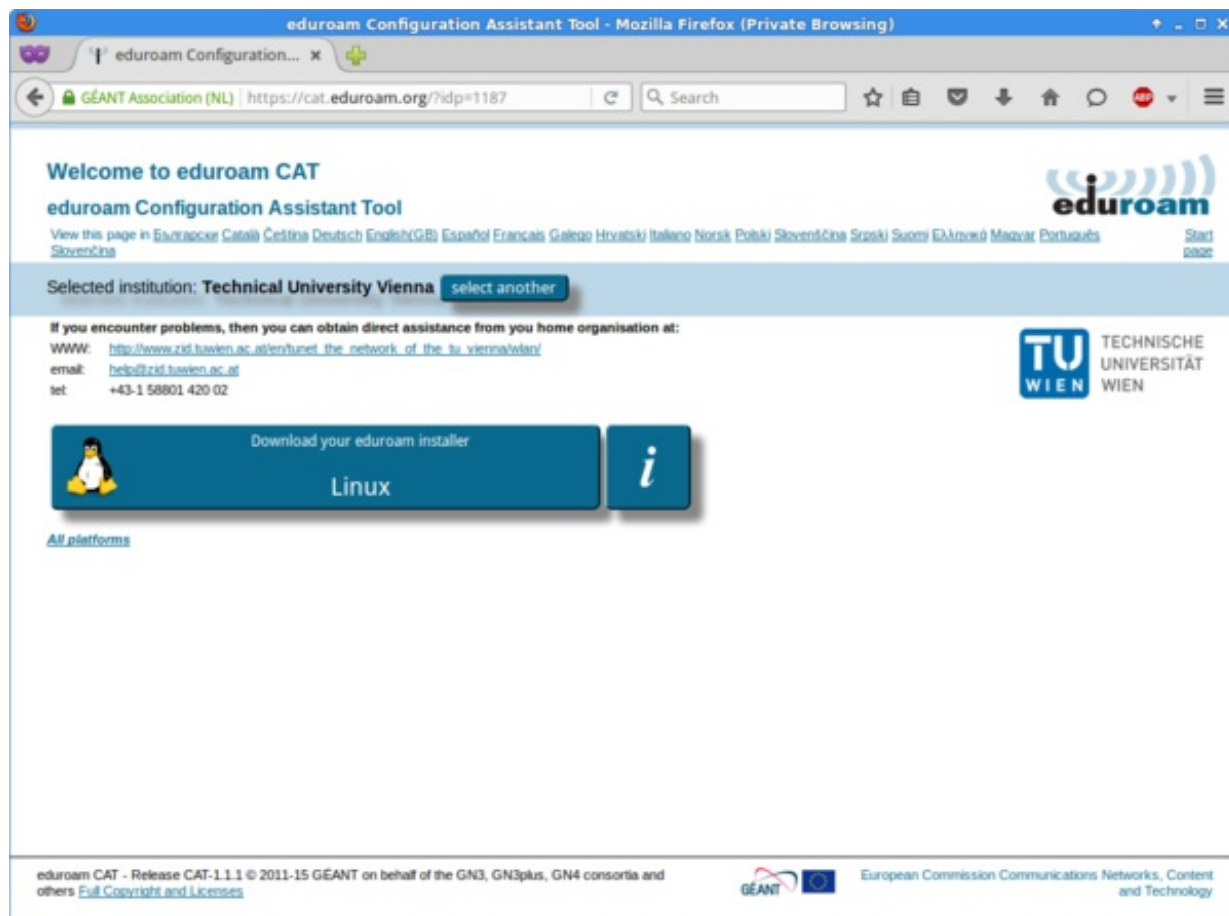 eduroam Configuration Assistant Tool - Mozilla Firefox (Private Browsing)
eduroam Configuration...
GÉANT Association (NL) https://cat.eduroam.org/?idp=1187 Search
ABP
Welcome to eduroam CAT
eduroam Configuration Assistant Tool
eduroam
View this page in Български Català Čeština Deutsch English(GB) Español Français Galego Hrvatski Italiano Norsk Polski Slovenščina Srpski Suomi Ελληνικά Magyar Português
Slovenčina
Start
page
Selected institution: Technical University Vienna select another
If you encounter problems, then you can obtain direct assistance from you home organisation at:
WWW: http://www.zid.tuwien.ac.at/en/tunet_the_network_of_the_tu_vienna/wlan/
email: help@zid.tuwien.ac.at
tel: +43-1 58801 420 02
TU
WIEN
TECHNISCHE
UNIVERSITÄT
WIEN
Download your eduroam installer
Linux
i
All platforms
eduroam CAT - Release CAT-1.1.1 © 2011-15 GÉANT on behalf of the GN3, GN3plus, GN4 consortia and
others Full Copyright and Licenses
GÉANT
European Commission Communications Networks, Content
and Technology